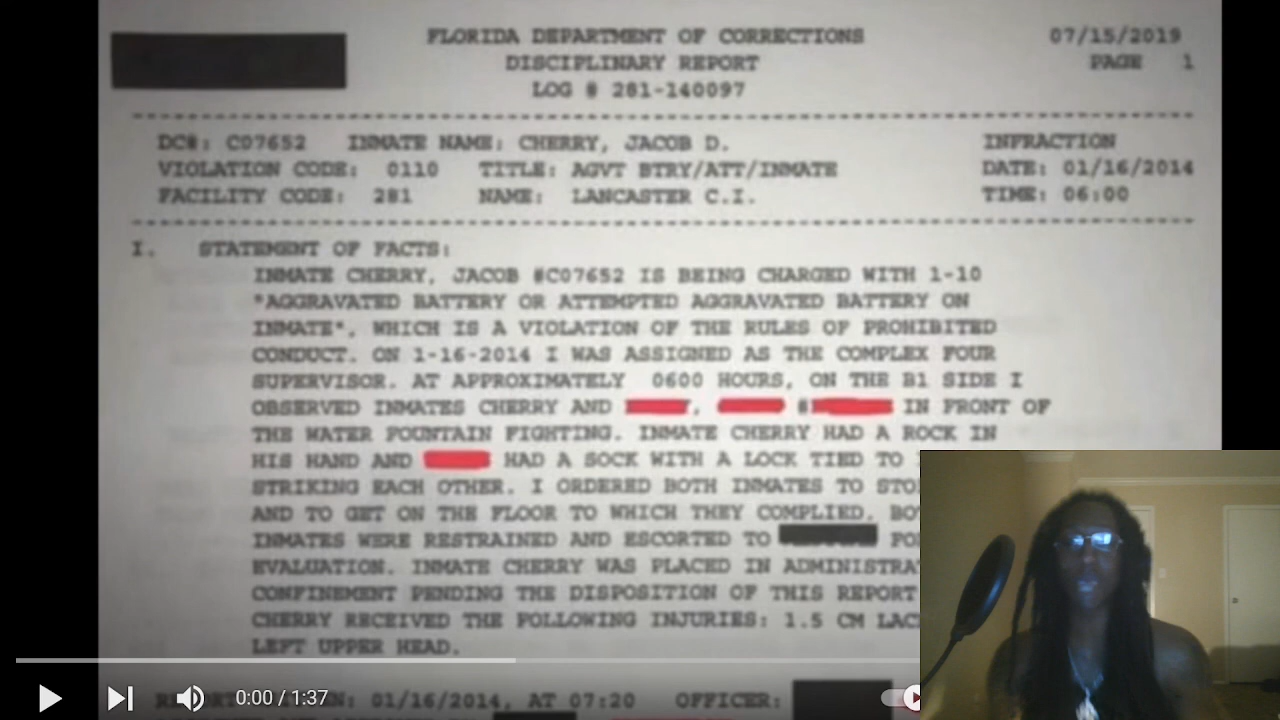 FLORIDA DEPARTMENT OF CORRECTIONS 07/15/2019
DISCIPLINARY REPORT PAGE 1
LOG # 281-140097
DC#: C07652 INMATE NAME: CHERRY, JACOB D. INFRACTION
VIOLATION CODE: 0110 TITLE: AGVT BTRY/ATT/INMATE DATE: 01/16/2014
FACILITY CODE: 281 NAME: LANCASTER C.I. TIME: 06:00
I. STATEMENT OF FACTS:
INMATE CHERRY, JACOB #C07652 IS BEING CHARGED WITH 1-10
"AGGRAVATED BATTERY OR ATTEMPTED AGGRAVATED BATTERY ON
INMATE", WHICH IS A VIOLATION OF THE RULES OF PROHIBITED
CONDUCT. ON 1-16-2014 I WAS ASSIGNED AS THE COMPLEX FOUR
SUPERVISOR. AT APPROXIMATELY 0600 HOURS, ON THE B1 SIDE I
OBSERVED INMATES CHERRY AND , # IN FRONT OF
THE WATER FOUNTAIN FIGHTING. INMATE CHERRY HAD A ROCK IN
HIS HAND AND HAD A SOCK WITH A LOCK TIED TO
STRIKING EACH OTHER. I ORDERED BOTH INMATES TO
AND TO GET ON THE FLOOR TO WHICH THEY COMPLIED.
INMATES WERE RESTRAINED AND ESCORTED TO
EVALUATION. INMATE CHERRY WAS PLACED IN
CONFINEMENT PENDING THE DISPOSITION OF THIS REPORT
CHERRY RECEIVED THE FOLLOWING INJURIES: 1.5 CM
LEFT UPPER HEAD.
01/16/2014, AT 07:20 OFFICER:
0:00 / 1:37